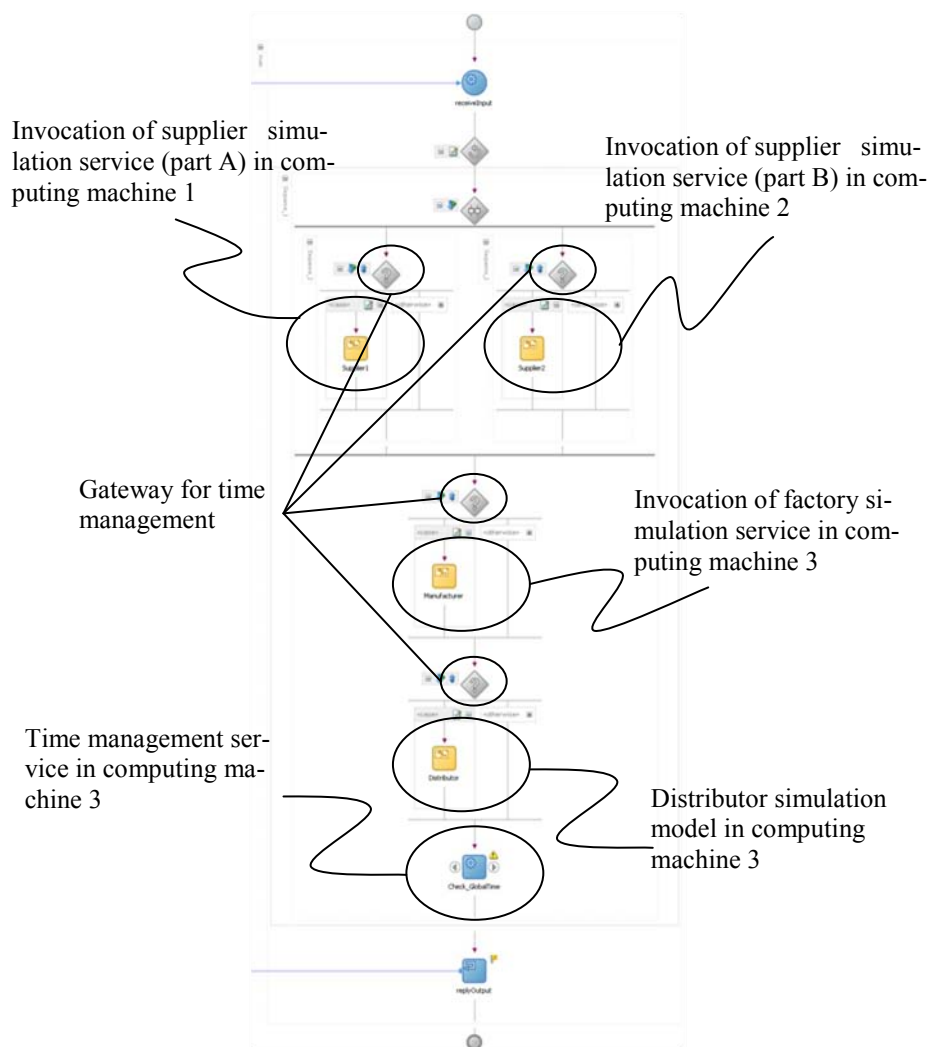 receiveInput
Invocation of supplier simu-
lation service (part A) in com-
puting machine 1
Invocation of supplier simu-
lation service (part B) in com-
puting machine 2
Supplier1
Supplier2
Gateway for time
management
Invocation of factory si-
mulation service in com-
puting machine 3
Manufacturer
Time management ser-
vice in computing ma-
chine 3
Distributor
Distributor simulation
model in computing
machine 3
Check_GlobalTime
replyOutput